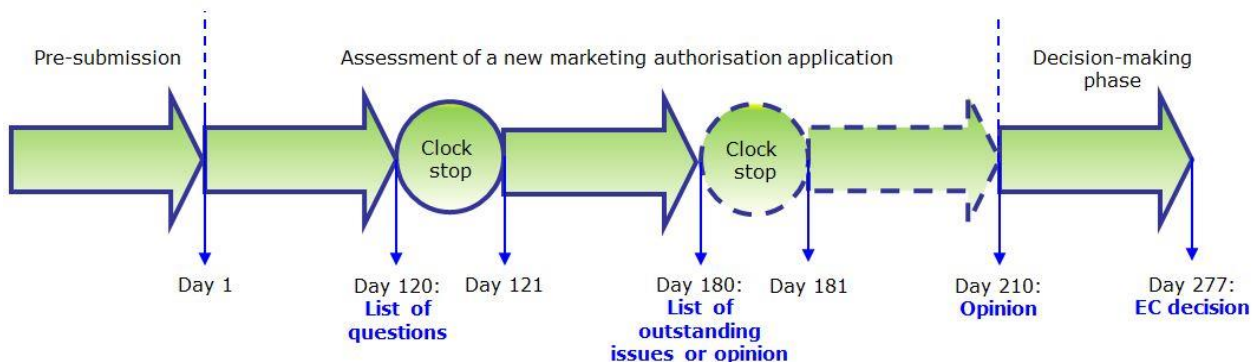 Pre-submission
Assessment of a new marketing authorisation application
Decision-making
phase
Clock
stop
Clock
stop
Day 1
Day 120:
List of
questions
Day 121
Day 180:
List of
outstanding
issues or opinion
Day 181
Day 210:
Opinion
Day 277:
EC decision